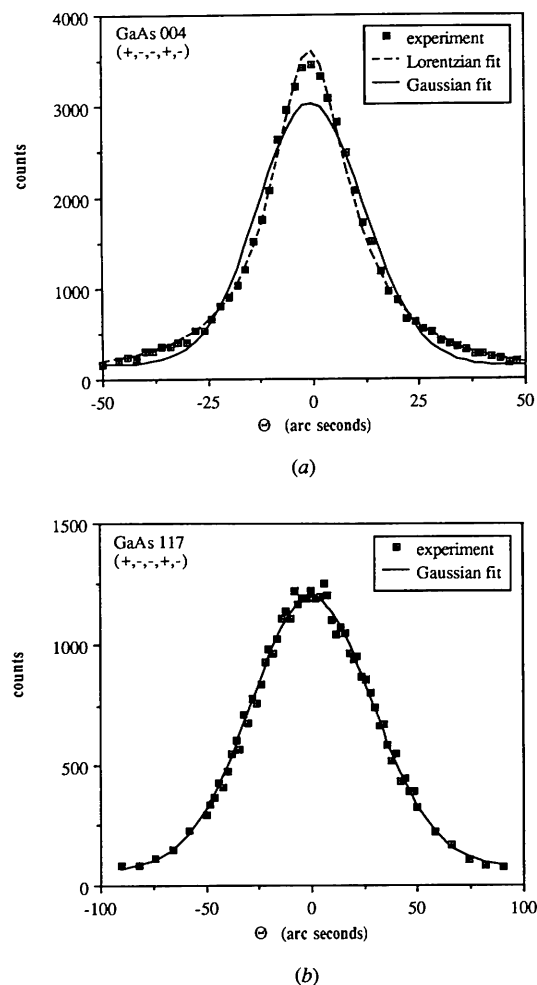 GaAs 004
(+,-,-,+,-)
experiment
Lorentzian fit
Gaussian fit
4000
3000
2000
1000
0
counts
-50 -25 0 25 50
Θ (arc seconds)
(a)
GaAs 117
(+,-,-,+,-)
experiment
Gaussian fit
1500
1000
500
0
counts
-100 -50 0 50 100
Θ (arc seconds)
(b)